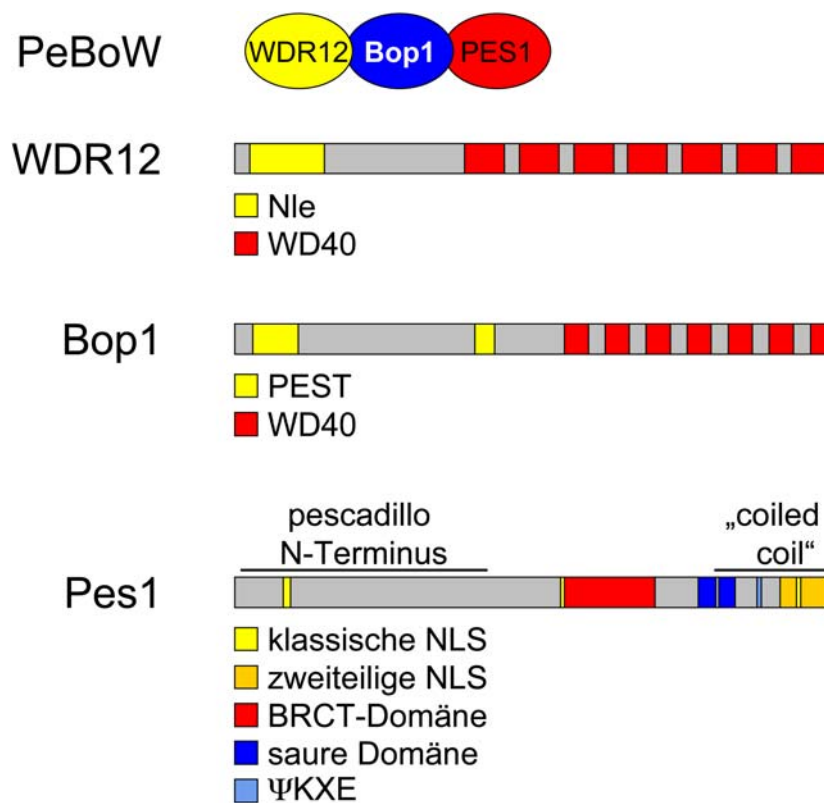 PeBoW
WDR12 Bop1 PES1
WDR12
Nle
WD40
Bop1
PEST
WD40
pescadillo
N-Terminus
„coiled
coil“
Pes1
klassische NLS
zweiteilige NLS
BRCT-Domäne
saure Domäne
ΨKXE